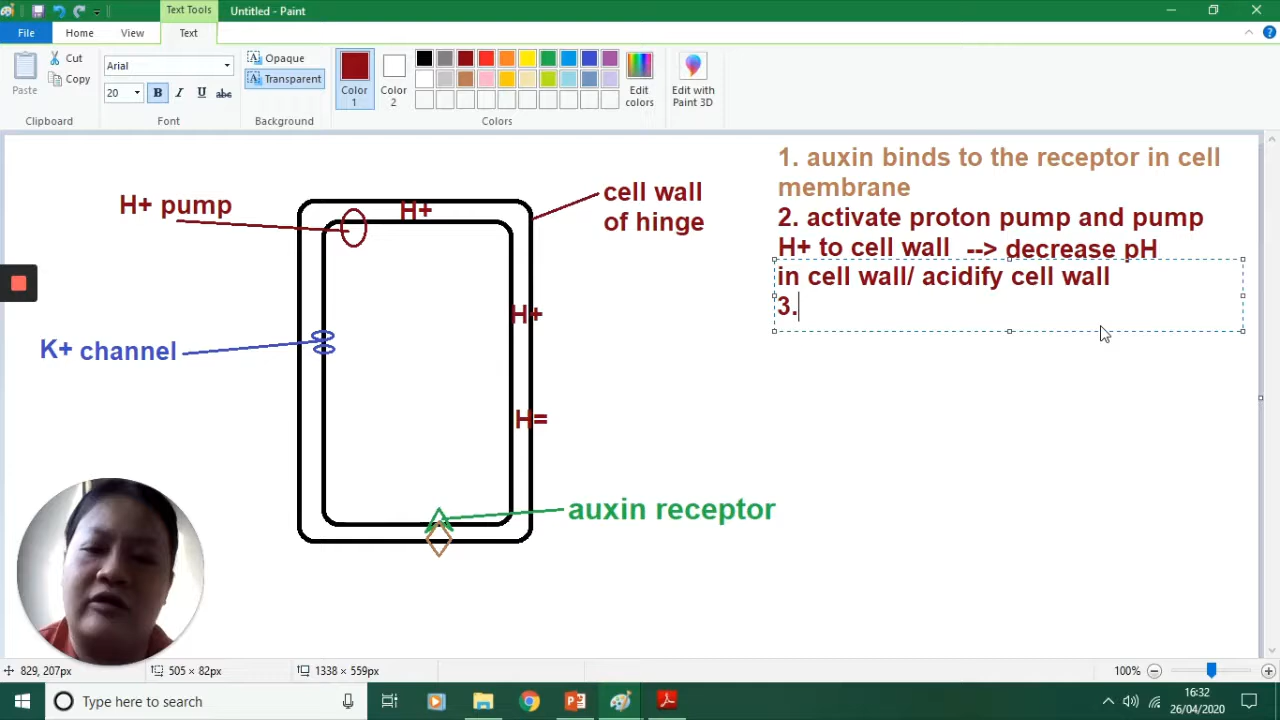 Text Tools
Untitled - Paint
File
Home
View
Text
Paste
Cut
Copy
Clipboard
Arial
20
B I U abc
Font
Opaque
Transparent
Background
Color 1
Color 2
Edit colors
Colors
Edit with Paint 3D
H+ pump
H+
cell wall
of hinge
H+
K+ channel
H=
auxin receptor
1. auxin binds to the receptor in cell
membrane
2. activate proton pump and pump
H+ to cell wall --> decrease pH
in cell wall/ acidify cell wall
3.
829, 207px
505 × 82px
1338 × 559px
100%
Type here to search
16:32
26/04/2020